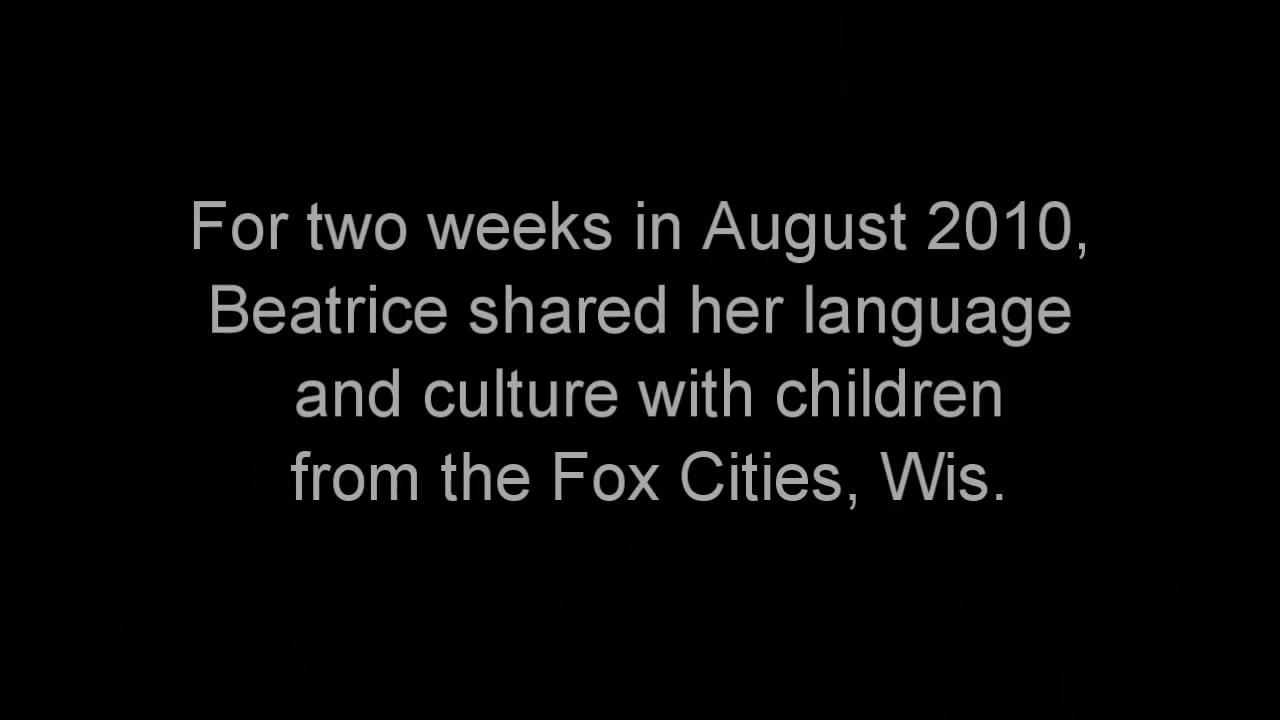 For two weeks in August 2010,
Beatrice shared her language
and culture with children
from the Fox Cities, Wis.